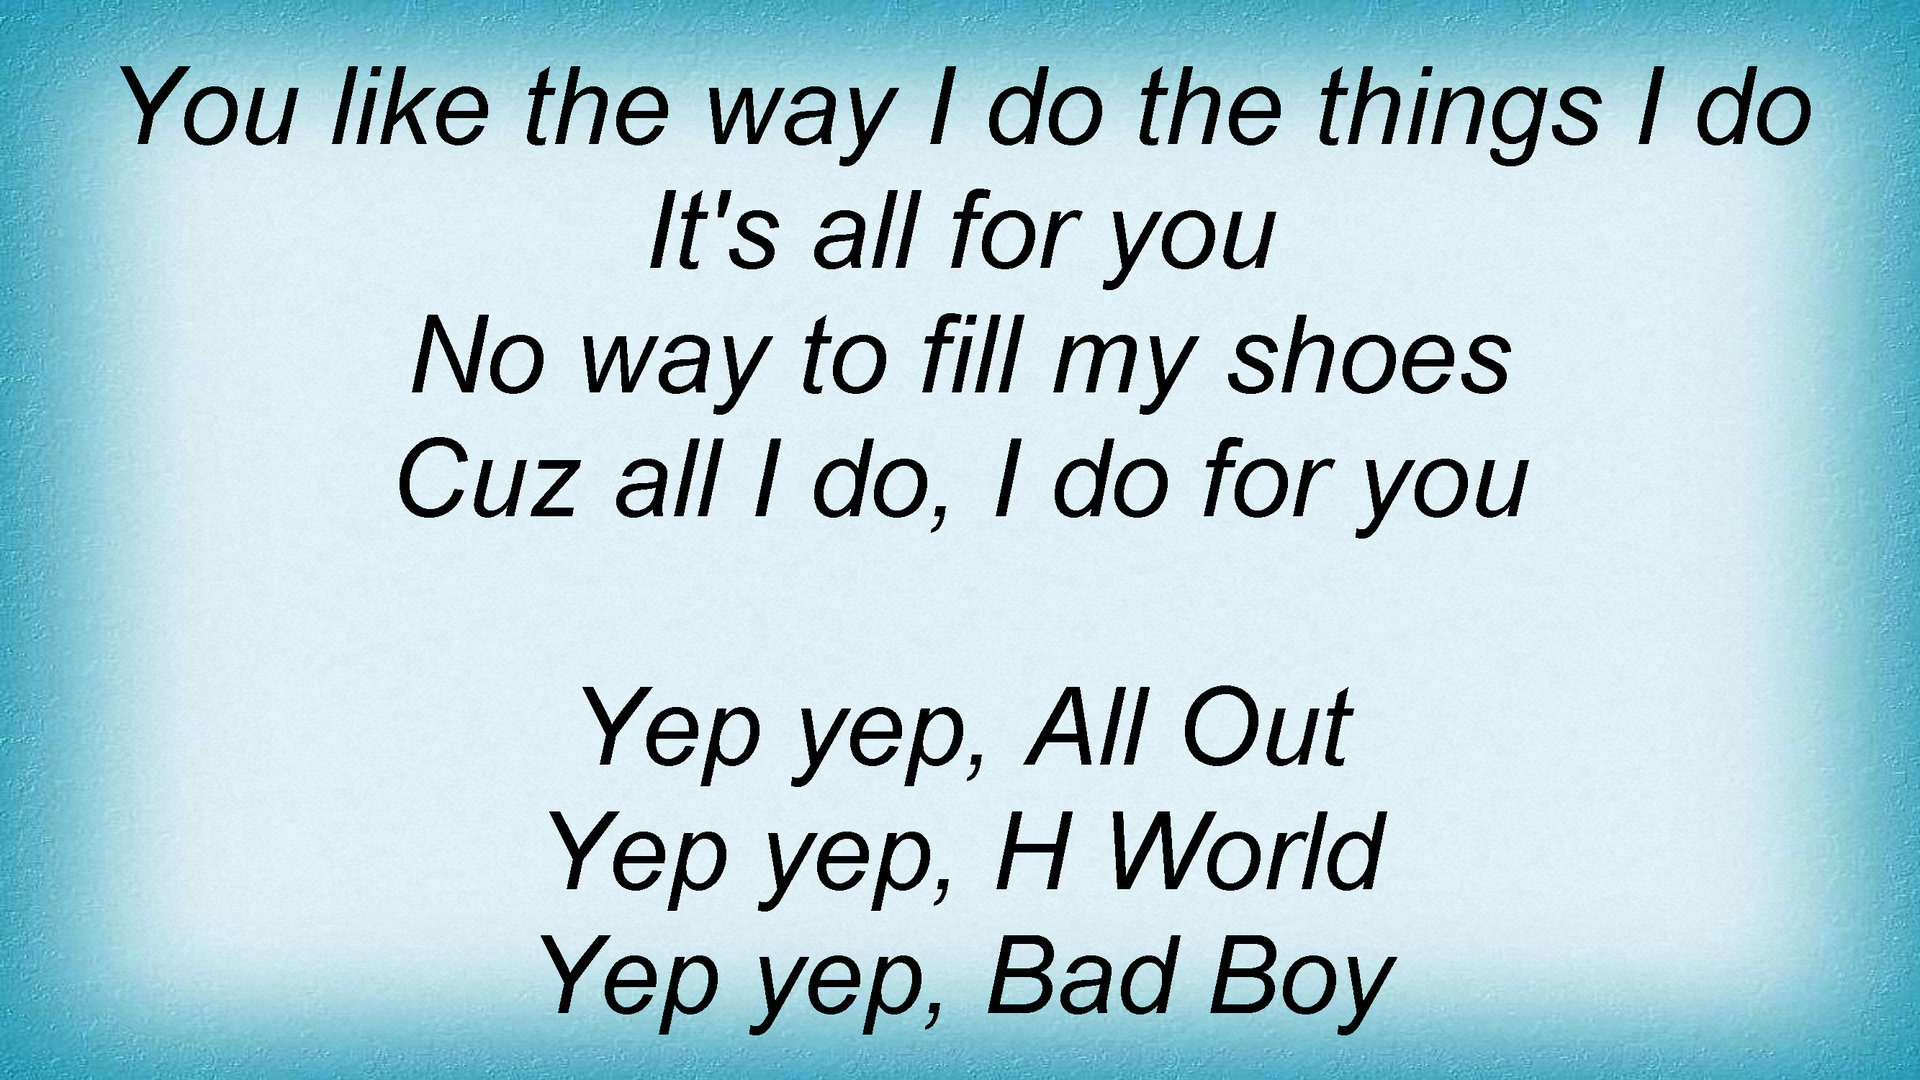 You like the way I do the things I do
It's all for you
No way to fill my shoes
Cuz all I do, I do for you
Yep yep, All Out
Yep yep, H World
Yep yep, Bad Boy